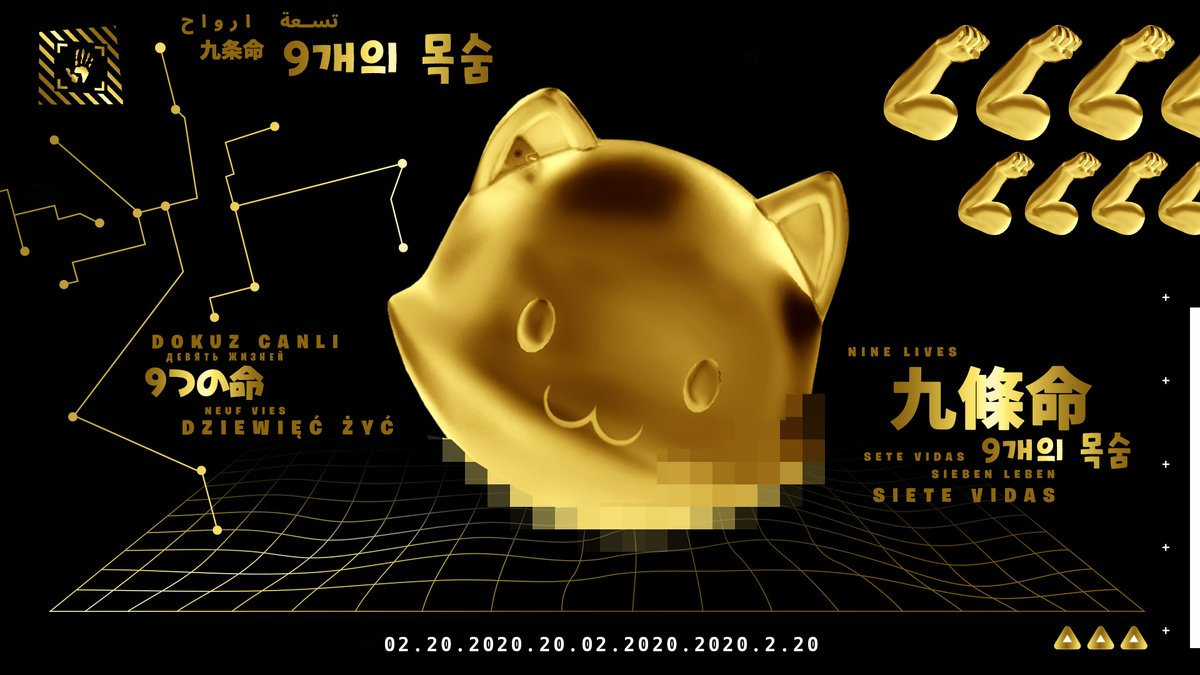 تسعة ارواح
九条命 9개의 목숨
DOKUZ CANLI
ДЕВЯТЬ ЖИЗНЕЙ
9つの命
NEUF VIES
DZIEWIĘĆ ŻYĆ
NINE LIVES
九條命
SETE VIDAS 9개의 목숨
SIEBEN LEBEN
SIETE VIDAS
02.20.2020.20.02.2020.2020.2.20